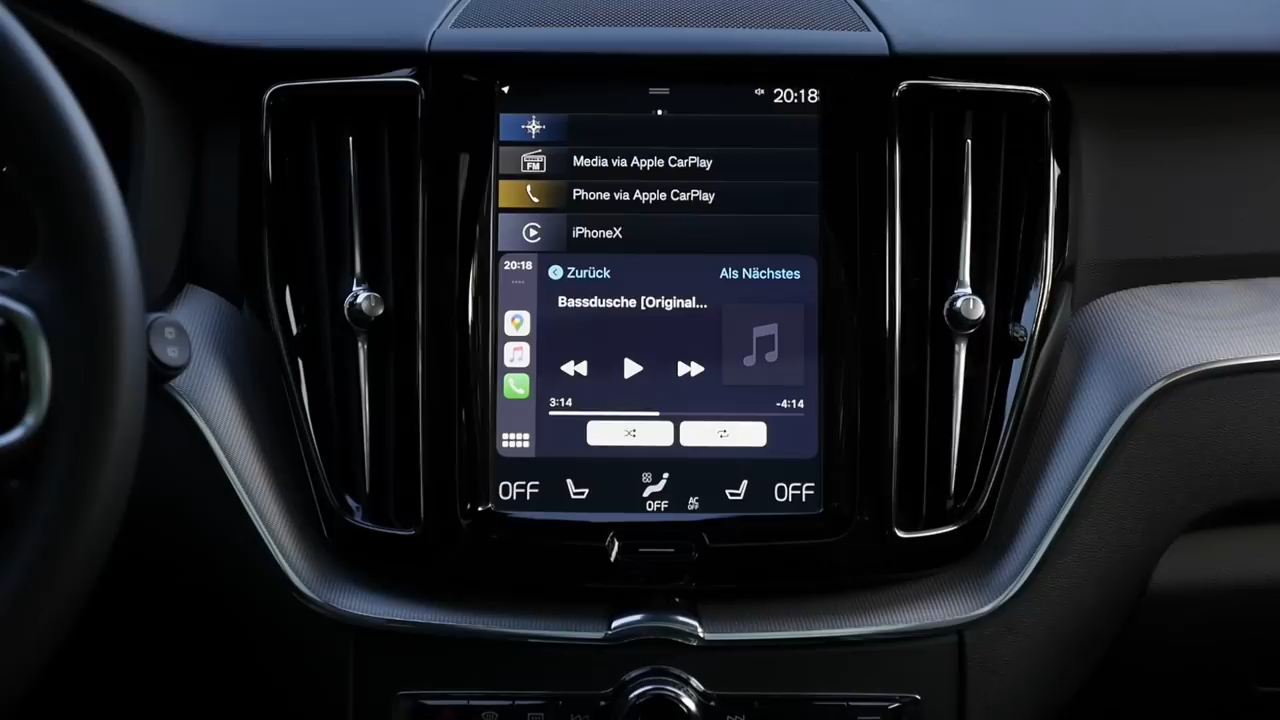 20:18
Media via Apple CarPlay
FM
Phone via Apple CarPlay
iPhoneX
20:18
Zurück
Als Nächstes
Bassdusche [Original...
3:14
-4:14
OFF
OFF
AC
OFF
OFF